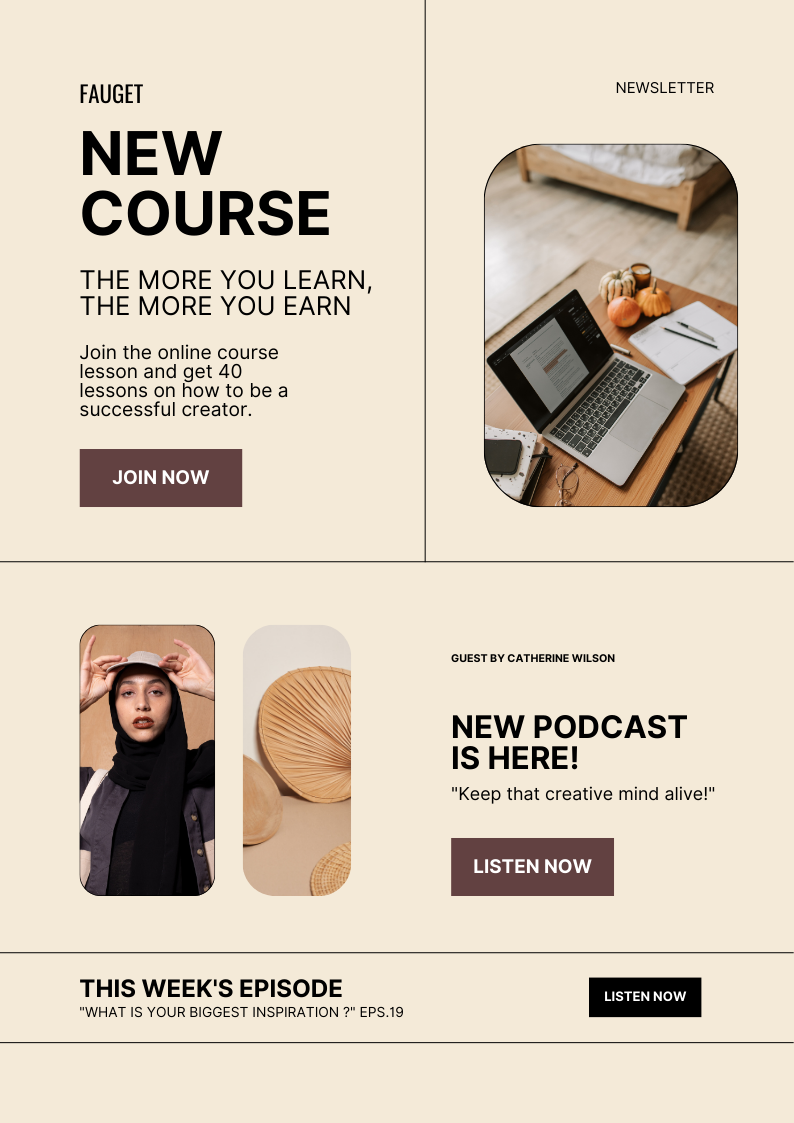 FAUGET
NEWSLETTER
NEW
COURSE
THE MORE YOU LEARN,
THE MORE YOU EARN
Join the online course
lesson and get 40
lessons on how to be a
successful creator.
JOIN NOW
GUEST BY CATHERINE WILSON
NEW PODCAST
IS HERE!
"Keep that creative mind alive!"
LISTEN NOW
THIS WEEK'S EPISODE
"WHAT IS YOUR BIGGEST INSPIRATION ?" EPS.19
LISTEN NOW